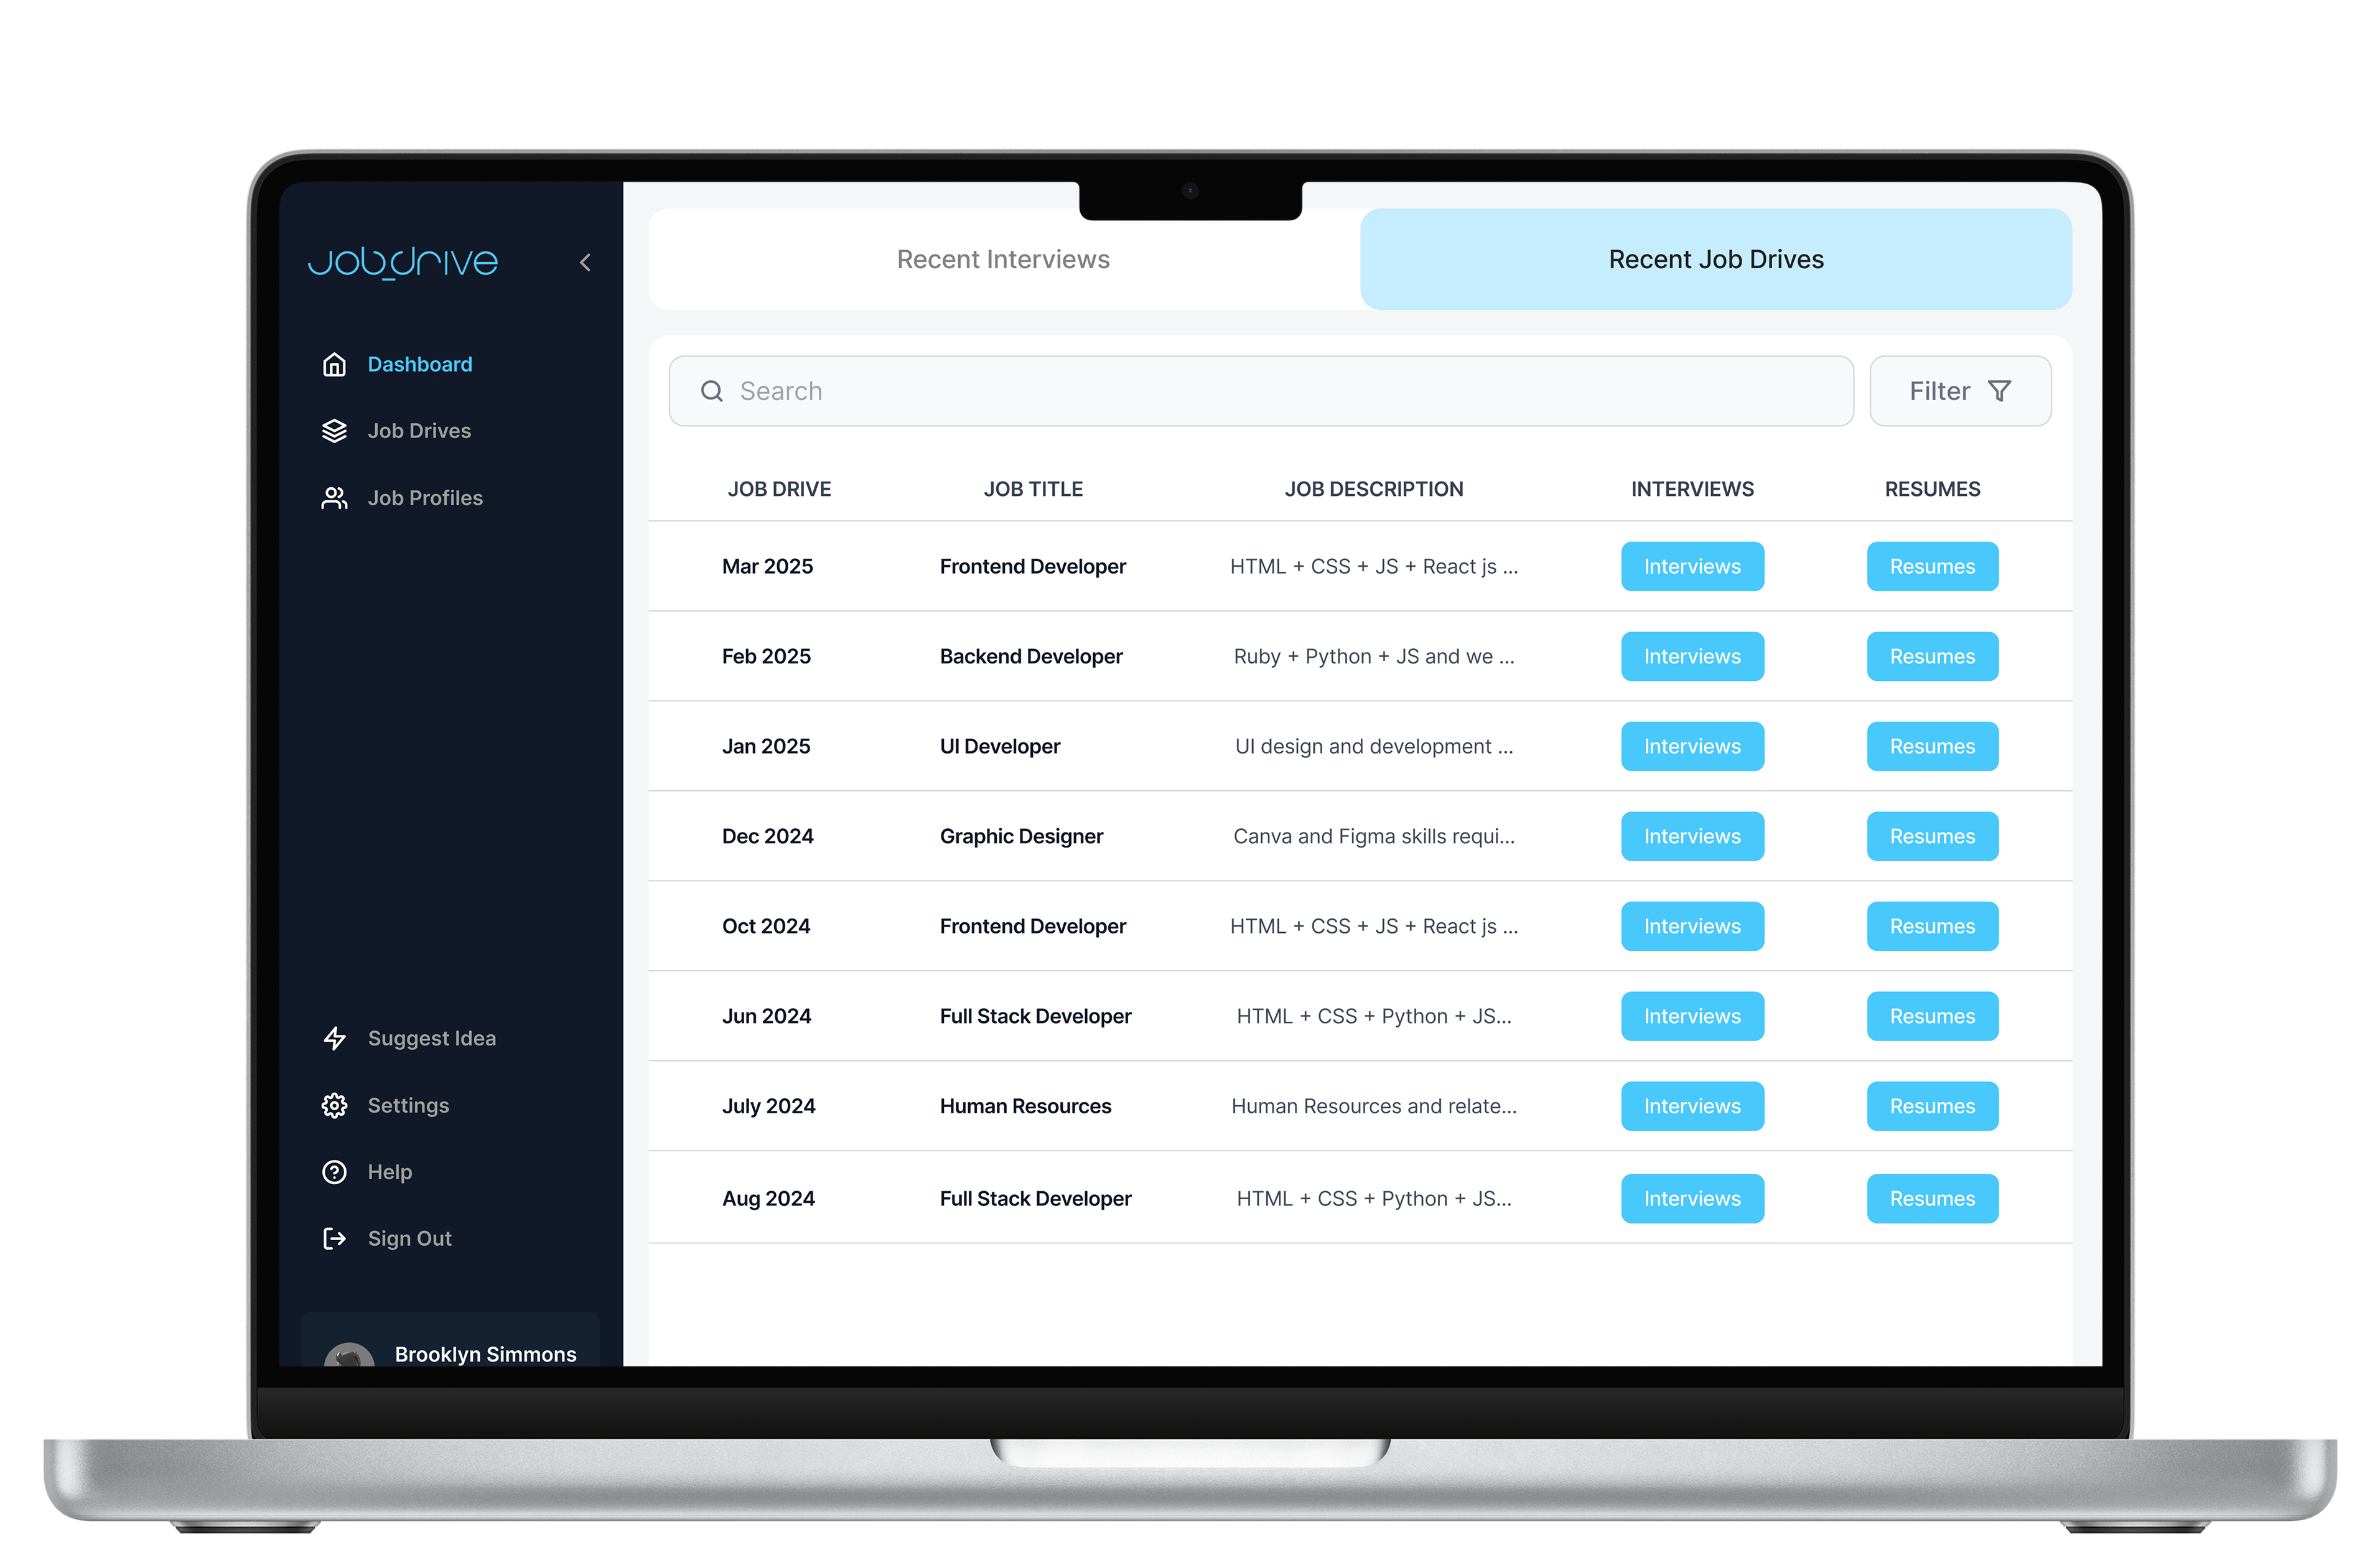 job_drive
Dashboard
Job Drives
Job Profiles
Suggest Idea
Settings
Help
Sign Out
Brooklyn Simmons
Recent Interviews Recent Job Drives
Search Filter
JOB DRIVE JOB TITLE JOB DESCRIPTION INTERVIEWS RESUMES
Mar 2025 Frontend Developer HTML + CSS + JS + React js ... Interviews Resumes
Feb 2025 Backend Developer Ruby + Python + JS and we ... Interviews Resumes
Jan 2025 UI Developer UI design and development ... Interviews Resumes
Dec 2024 Graphic Designer Canva and Figma skills requi... Interviews Resumes
Oct 2024 Frontend Developer HTML + CSS + JS + React js ... Interviews Resumes
Jun 2024 Full Stack Developer HTML + CSS + Python + JS... Interviews Resumes
July 2024 Human Resources Human Resources and relate... Interviews Resumes
Aug 2024 Full Stack Developer HTML + CSS + Python + JS... Interviews Resumes